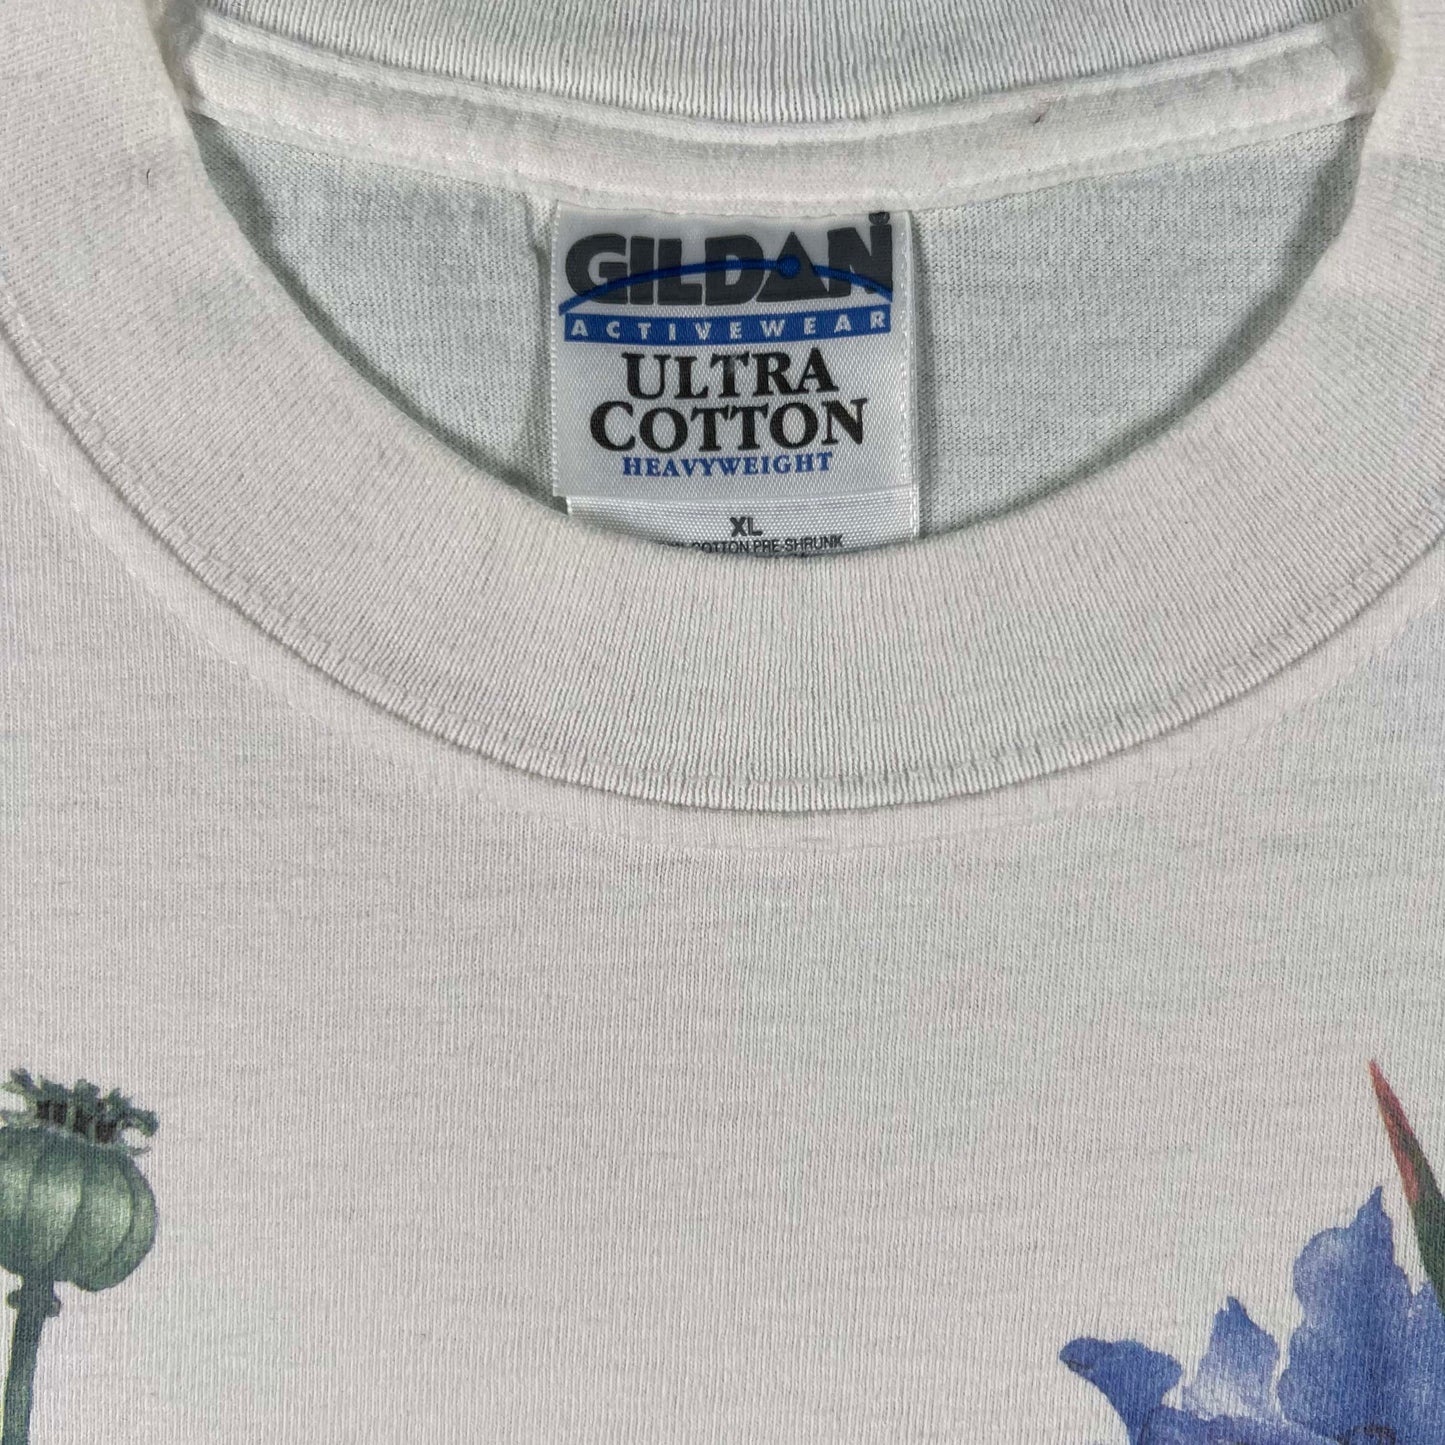 GILDAN
ACTIVEWEAR
ULTRA
COTTON
HEAVYWEIGHT
XL
COTTON PRE-SHRUNK